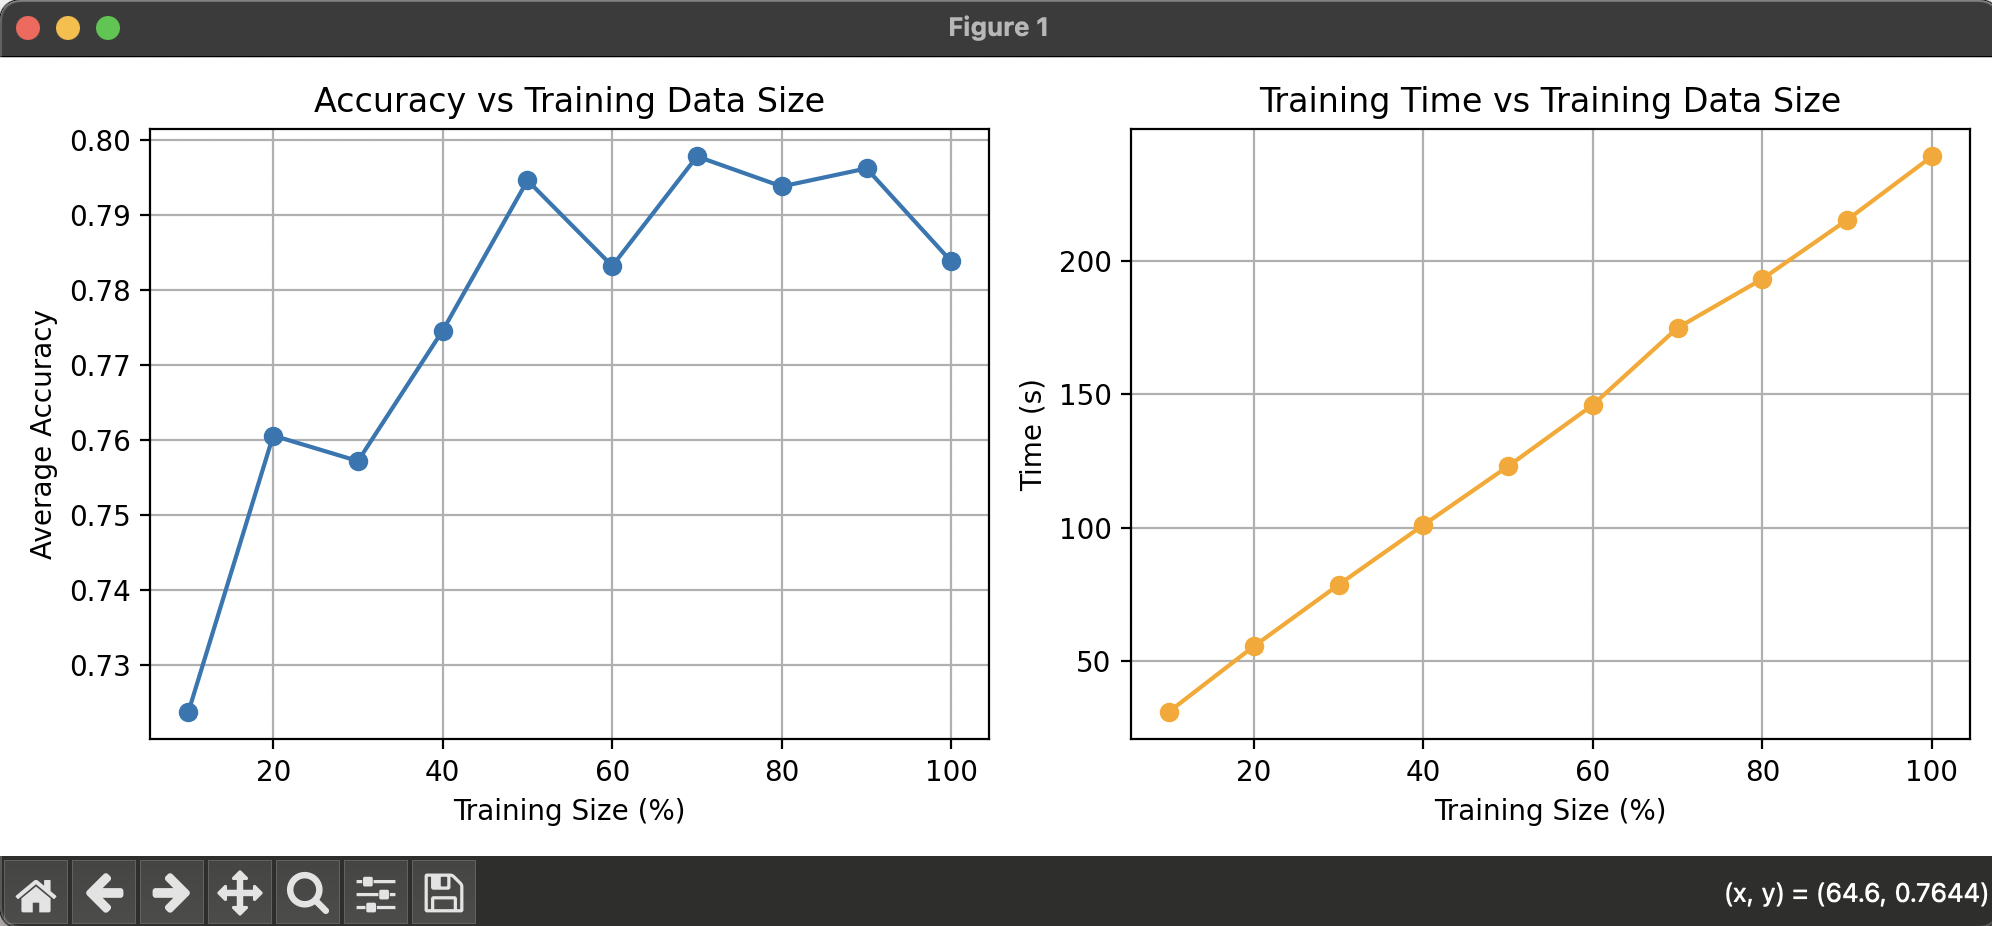 Figure 1
Accuracy vs Training Data Size
0.80
0.79
0.78
0.77
0.76
0.75
0.74
0.73
Average Accuracy
20 40 60 80 100
Training Size (%)
Training Time vs Training Data Size
200
150
100
50
Time (s)
20 40 60 80 100
Training Size (%)
(x, y) = (64.6, 0.7644)